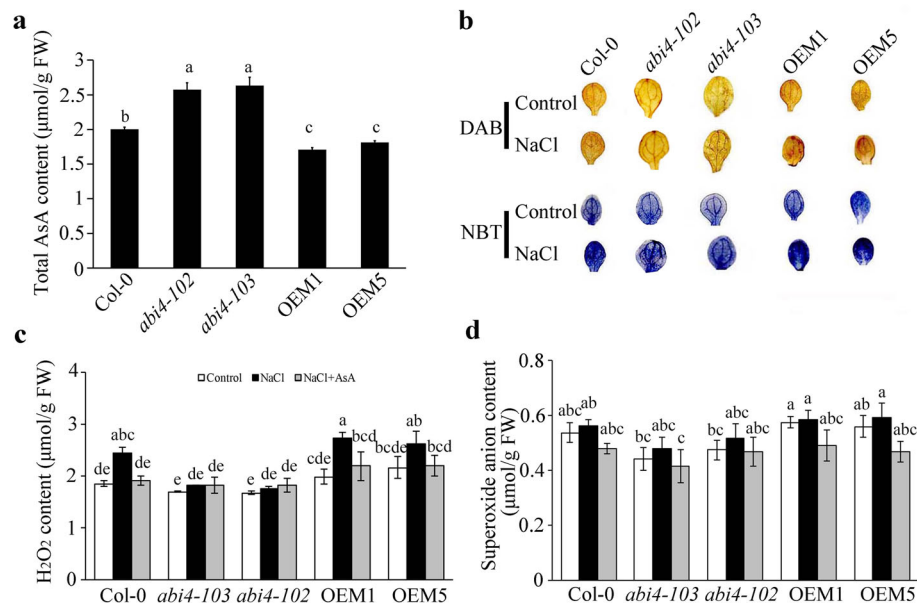 a
Total AsA content (μmol/g FW)
3
2.5
2
1.5
1
0.5
0
b
a
a
c
c
Col-0
abi4-102
abi4-103
OEM1
OEM5
b
Col-0
abi4-102
abi4-103
OEM1
OEM5
DAB
Control
NaCl
NBT
Control
NaCl
c
H₂O₂ content (μmol/g FW)
4
3
2
1
0
Control NaCl NaCl+AsA
de abc de
e de de
e de de
cde a bcd
bcde ab bcd
Col-0 abi4-103 abi4-102 OEM1 OEM5
d
Superoxide anion content
(μmol/g FW)
0.8
0.6
0.4
0.2
0.0
abc ab abc
bc abc c
bc abc abc
a a abc
ab a abc
Col-0 abi4-103 abi4-102 OEM1 OEM5